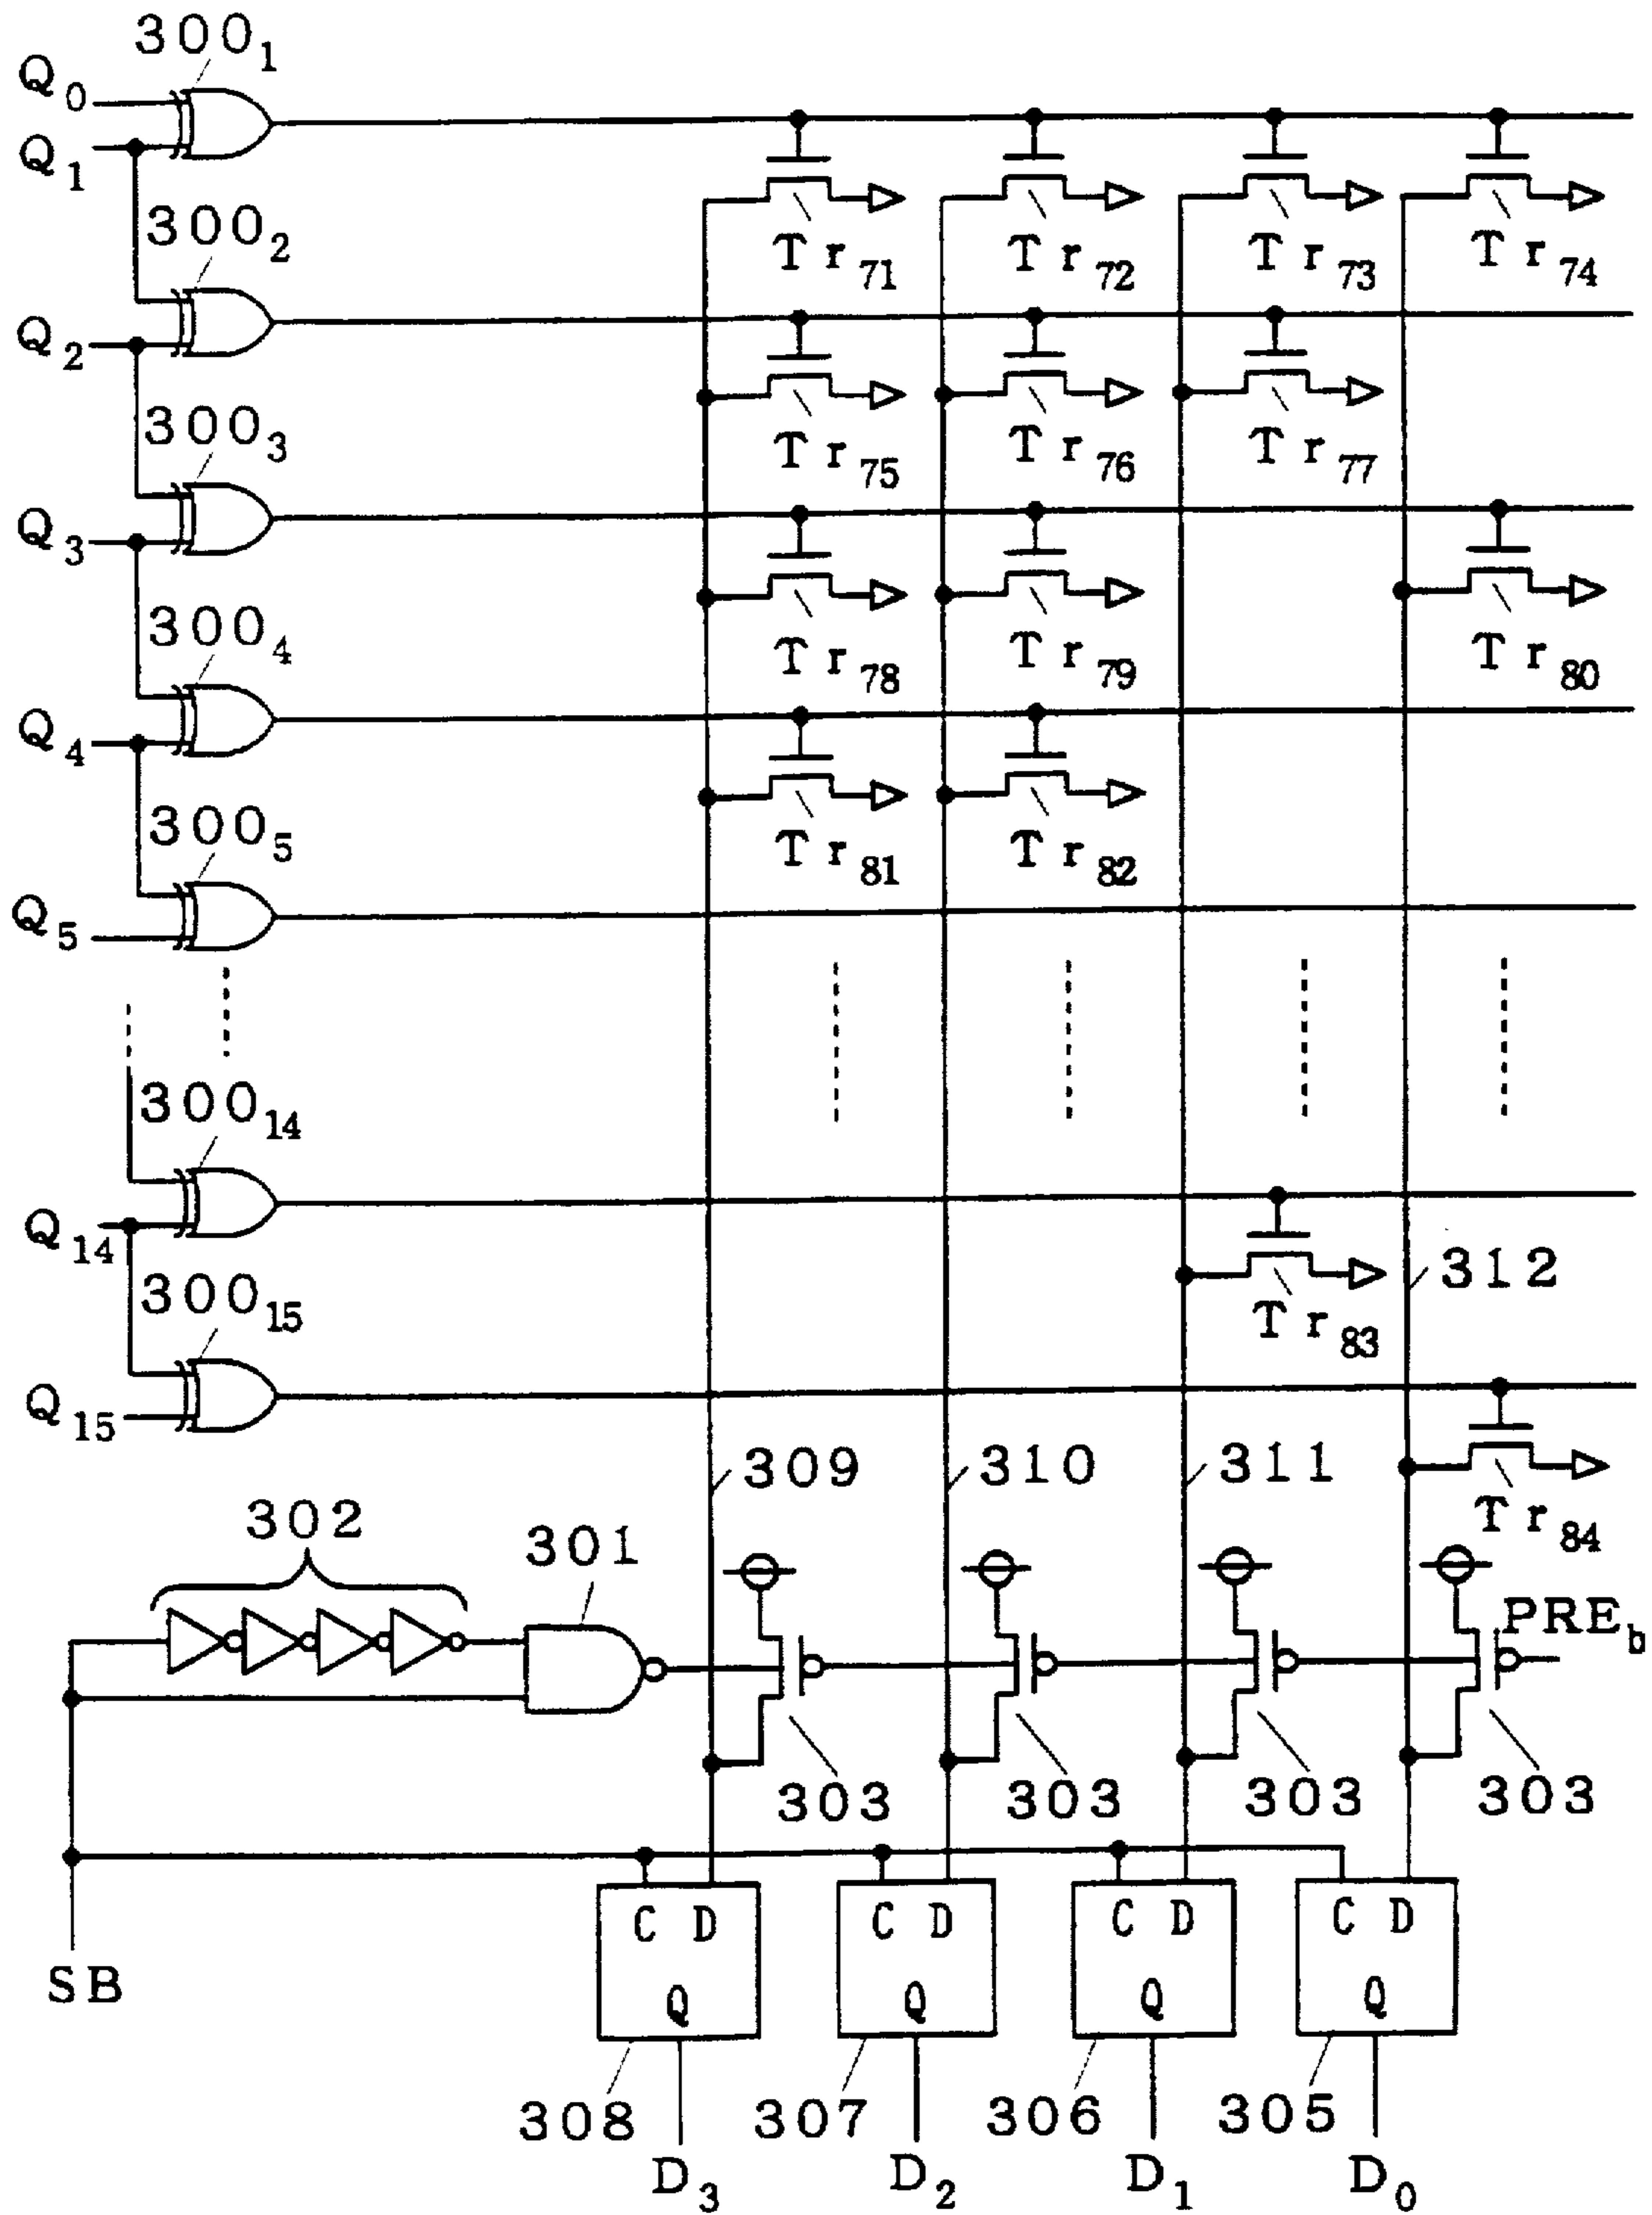 300₁
Q₀
Q₁
Tr₇₁ Tr₇₂ Tr₇₃ Tr₇₄
300₂
Q₂
Tr₇₅ Tr₇₆ Tr₇₇
300₃
Q₃
Tr₇₈ Tr₇₉ Tr₈₀
300₄
Q₄
Tr₈₁ Tr₈₂
300₅
Q₅
300₁₄
Q₁₄
312
Tr₈₃
300₁₅
Q₁₅
309 310 311
Tr₈₄
302
301
PRE_b
303 303 303 303
SB
C D C D C D C D
Q Q Q Q
308 307 306 305
D₃ D₂ D₁ D₀